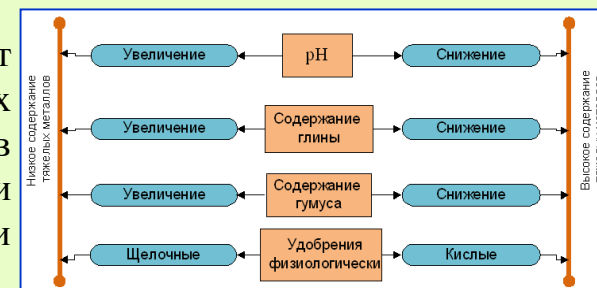 т
х
в
и
и
Низкое содержание
тяжелых металлов
Увеличение
pH
Снижение
Увеличение
Содержание
глины
Снижение
Увеличение
Содержание
гумуса
Снижение
Щелочные
Удобрения
физиологически
Кислые
Высокое содержание